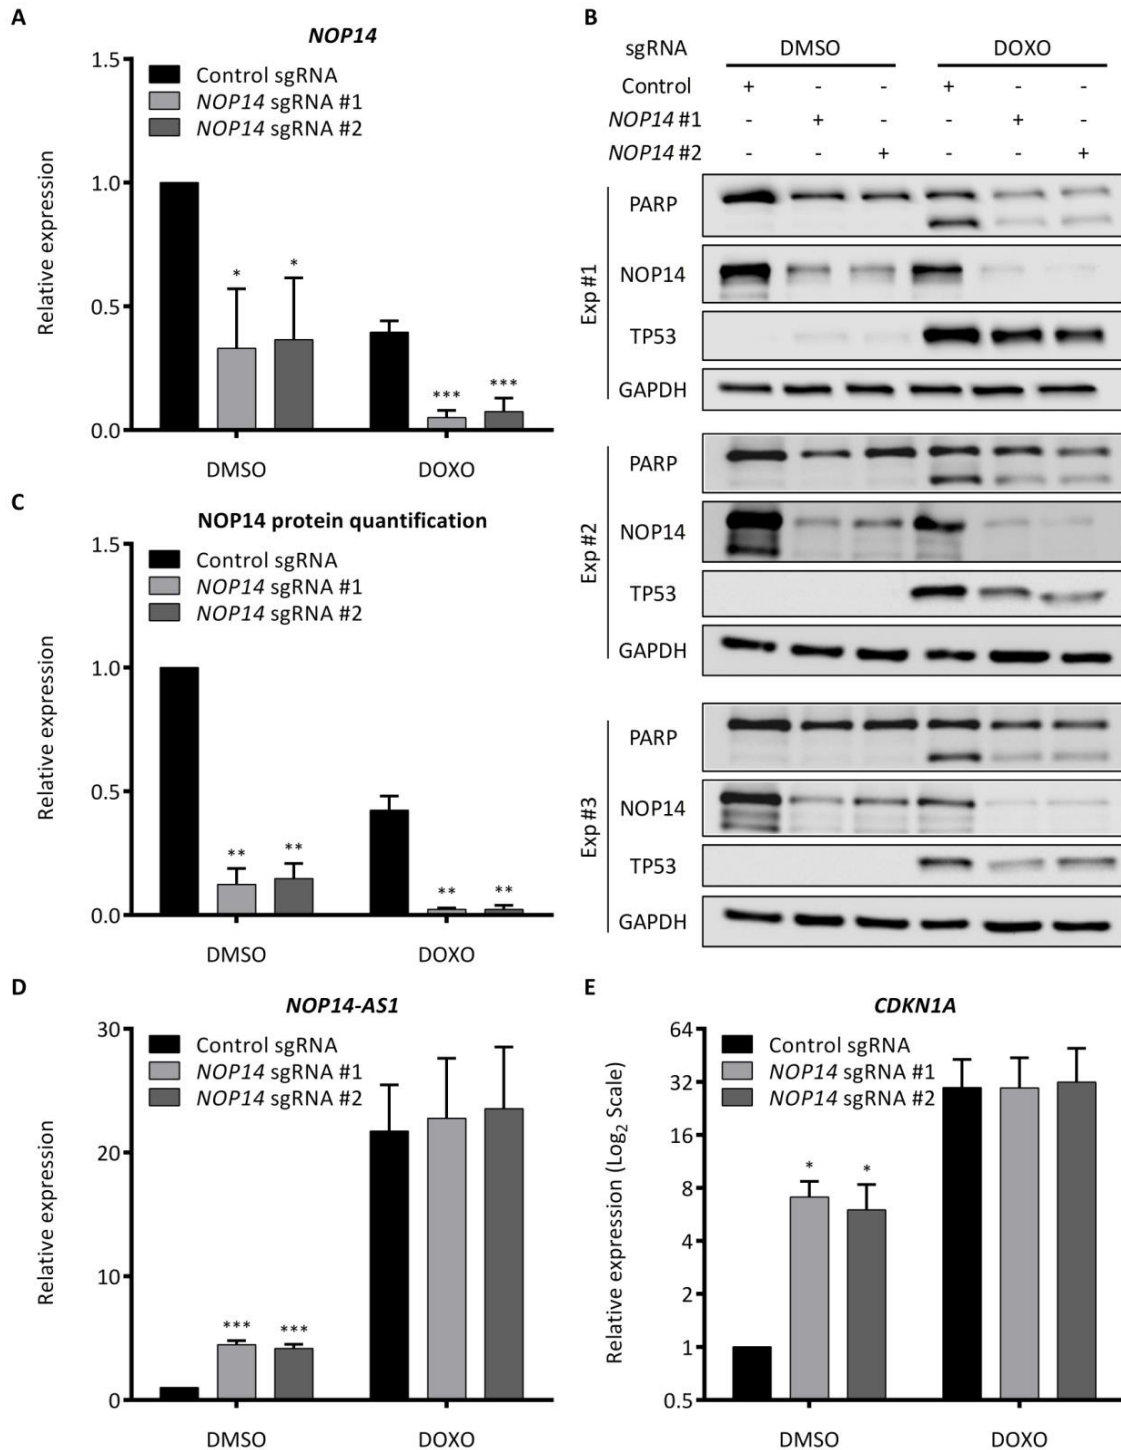 A
NOP14
1.5
1.0
0.5
0.0
Relative expression
Control sgRNA
NOP14 sgRNA #1
NOP14 sgRNA #2
* * *** ***
DMSO DOXO
B
sgRNA DMSO DOXO
Control + - - + - -
NOP14 #1 - + - - + -
NOP14 #2 - - + - - +
Exp #1
PARP
NOP14
TP53
GAPDH
Exp #2
PARP
NOP14
TP53
GAPDH
Exp #3
PARP
NOP14
TP53
GAPDH
C
NOP14 protein quantification
1.5
1.0
0.5
0.0
Relative expression
Control sgRNA
NOP14 sgRNA #1
NOP14 sgRNA #2
** ** ** **
DMSO DOXO
D
NOP14-AS1
30
20
10
0
Relative expression
Control sgRNA
NOP14 sgRNA #1
NOP14 sgRNA #2
*** ***
DMSO DOXO
E
CDKN1A
64
32
16
8
4
2
1
0.5
Relative expression (Log2 Scale)
Control sgRNA
NOP14 sgRNA #1
NOP14 sgRNA #2
* *
DMSO DOXO